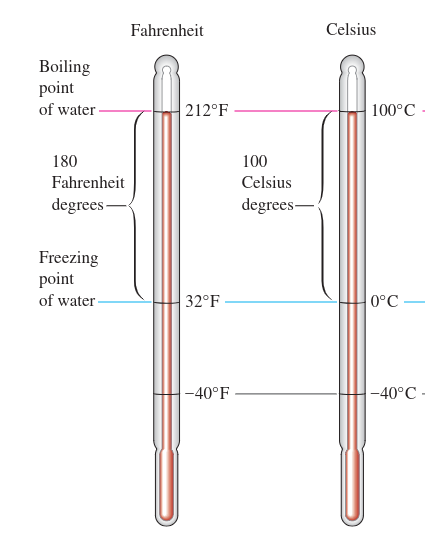 Fahrenheit
Celsius
Boiling
point
of water
212°F
100°C
180
Fahrenheit
degrees
100
Celsius
degrees
Freezing
point
of water
32°F
0°C
−40°F
−40°C